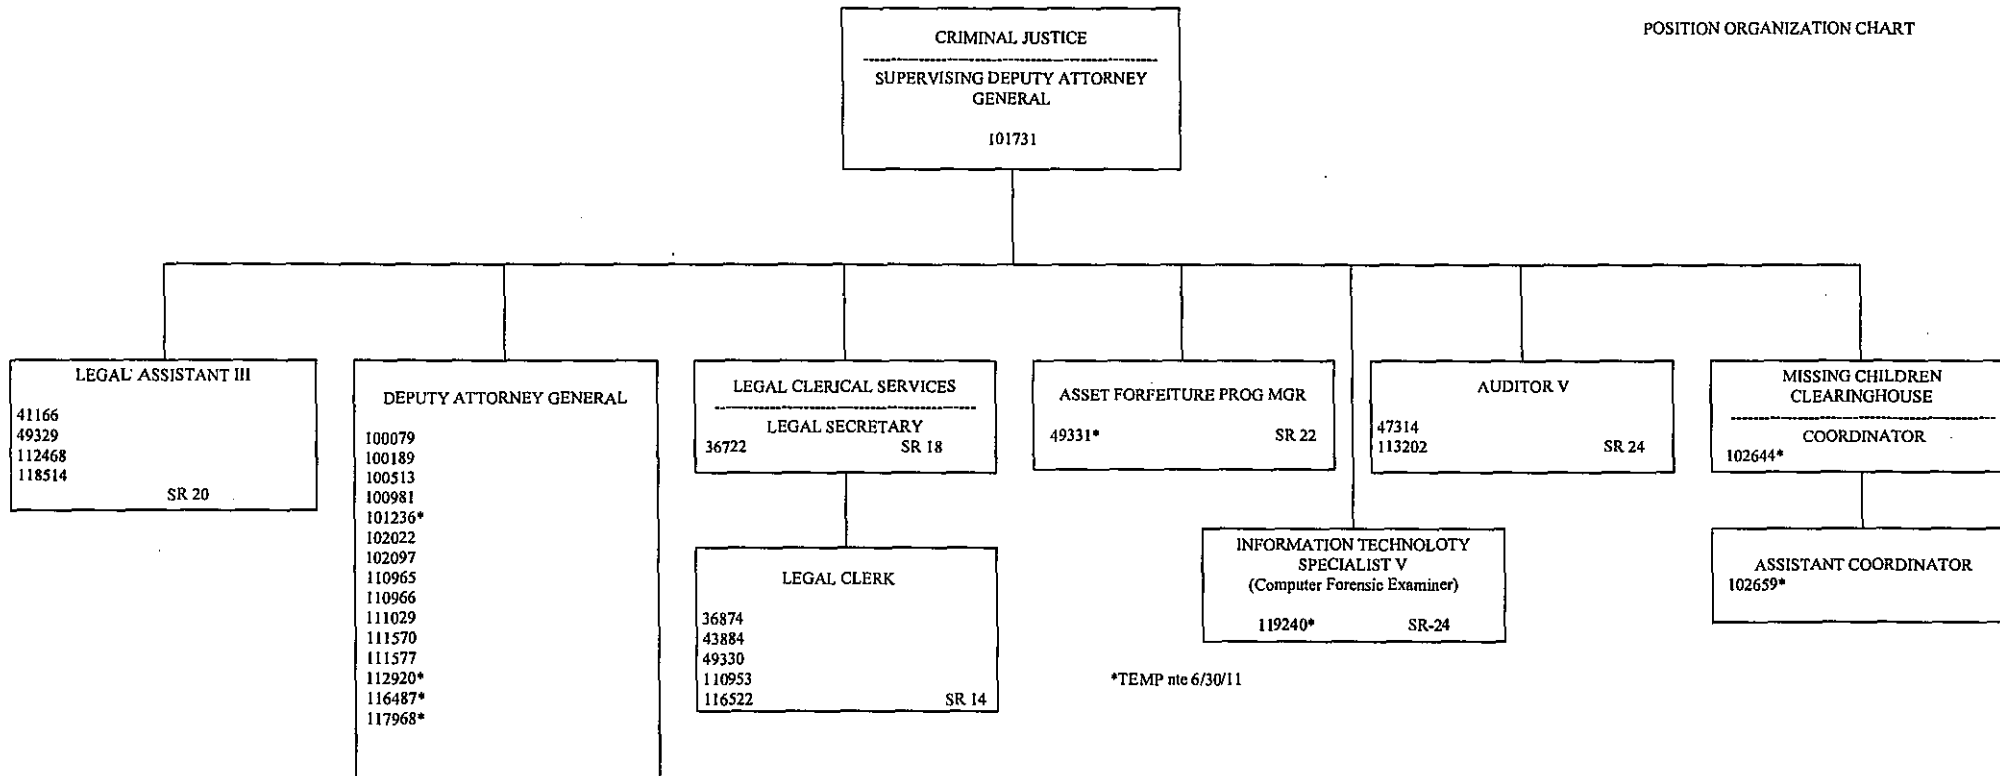 POSITION ORGANIZATION CHART
CRIMINAL JUSTICE
SUPERVISING DEPUTY ATTORNEY
GENERAL
101731
LEGAL' ASSISTANT III
41166
49329
112468
118514
SR 20
DEPUTY ATTORNEY GENERAL
100079
100189
100513
100981
101236*
102022
102097
110965
110966
111029
111570
111577
112920*
116487*
117968*
LEGAL CLERICAL SERVICES
LEGAL SECRETARY
36722 SR 18
LEGAL CLERK
36874
43884
49330
110953
116522 SR 14
ASSET FORFEITURE PROG MGR
49331* SR 22
INFORMATION TECHNOLOTY
SPECIALIST V
(Computer Forensic Examiner)
119240* SR-24
*TEMP nte 6/30/11
AUDITOR V
47314
113202 SR 24
MISSING CHILDREN
CLEARINGHOUSE
COORDINATOR
102644*
ASSISTANT COORDINATOR
102659*